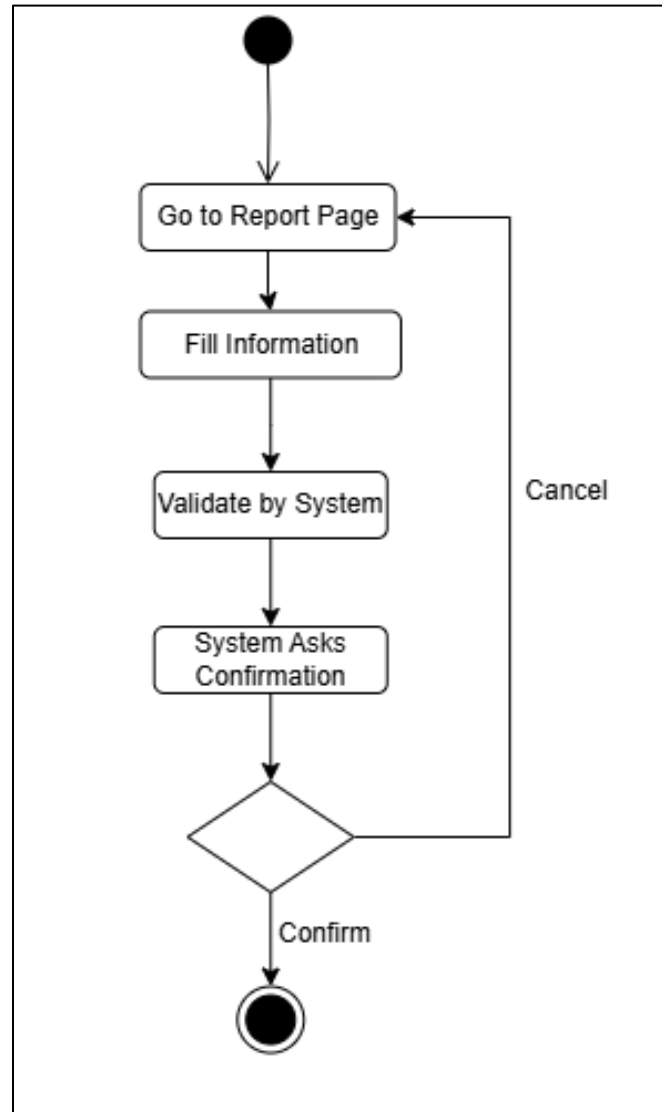 Go to Report Page
Fill Information
Validate by System
Cancel
System Asks
Confirmation
Confirm